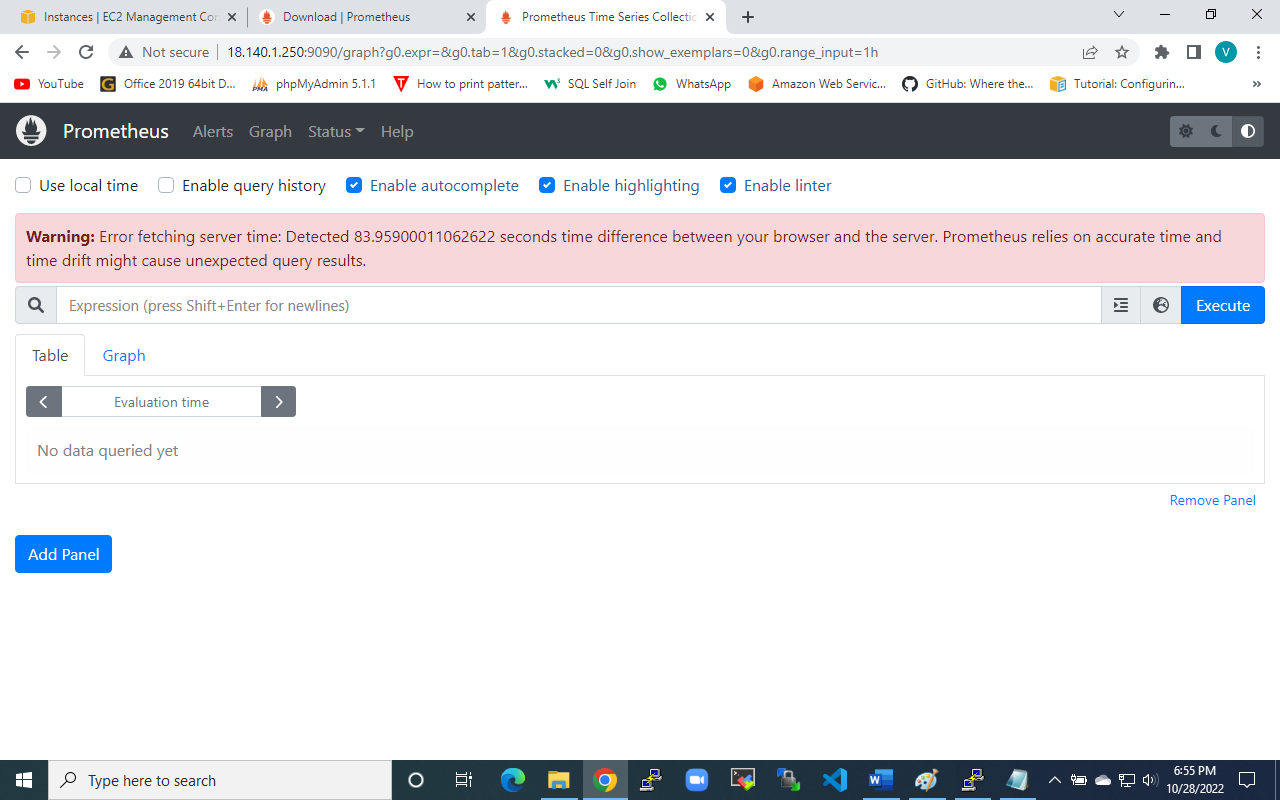 Instances | EC2 Management Con
Download | Prometheus
Prometheus Time Series Collectio
Not secure
18.140.1.250:9090/graph?g0.expr=&g0.tab=1&g0.stacked=0&g0.show_exemplars=0&g0.range_input=1h
V
YouTube
Office 2019 64bit D...
phpMyAdmin 5.1.1
How to print patter...
SQL Self Join
WhatsApp
Amazon Web Servic...
GitHub: Where the...
Tutorial: Configurin...
»
Prometheus
Alerts
Graph
Status
Help
Use local time
Enable query history
Enable autocomplete
Enable highlighting
Enable linter
Warning: Error fetching server time: Detected 83.95900011062622 seconds time difference between your browser and the server. Prometheus relies on accurate time and
time drift might cause unexpected query results.
Expression (press Shift+Enter for newlines)
Execute
Table
Graph
Evaluation time
No data queried yet
Remove Panel
Add Panel
Type here to search
6:55 PM
10/28/2022